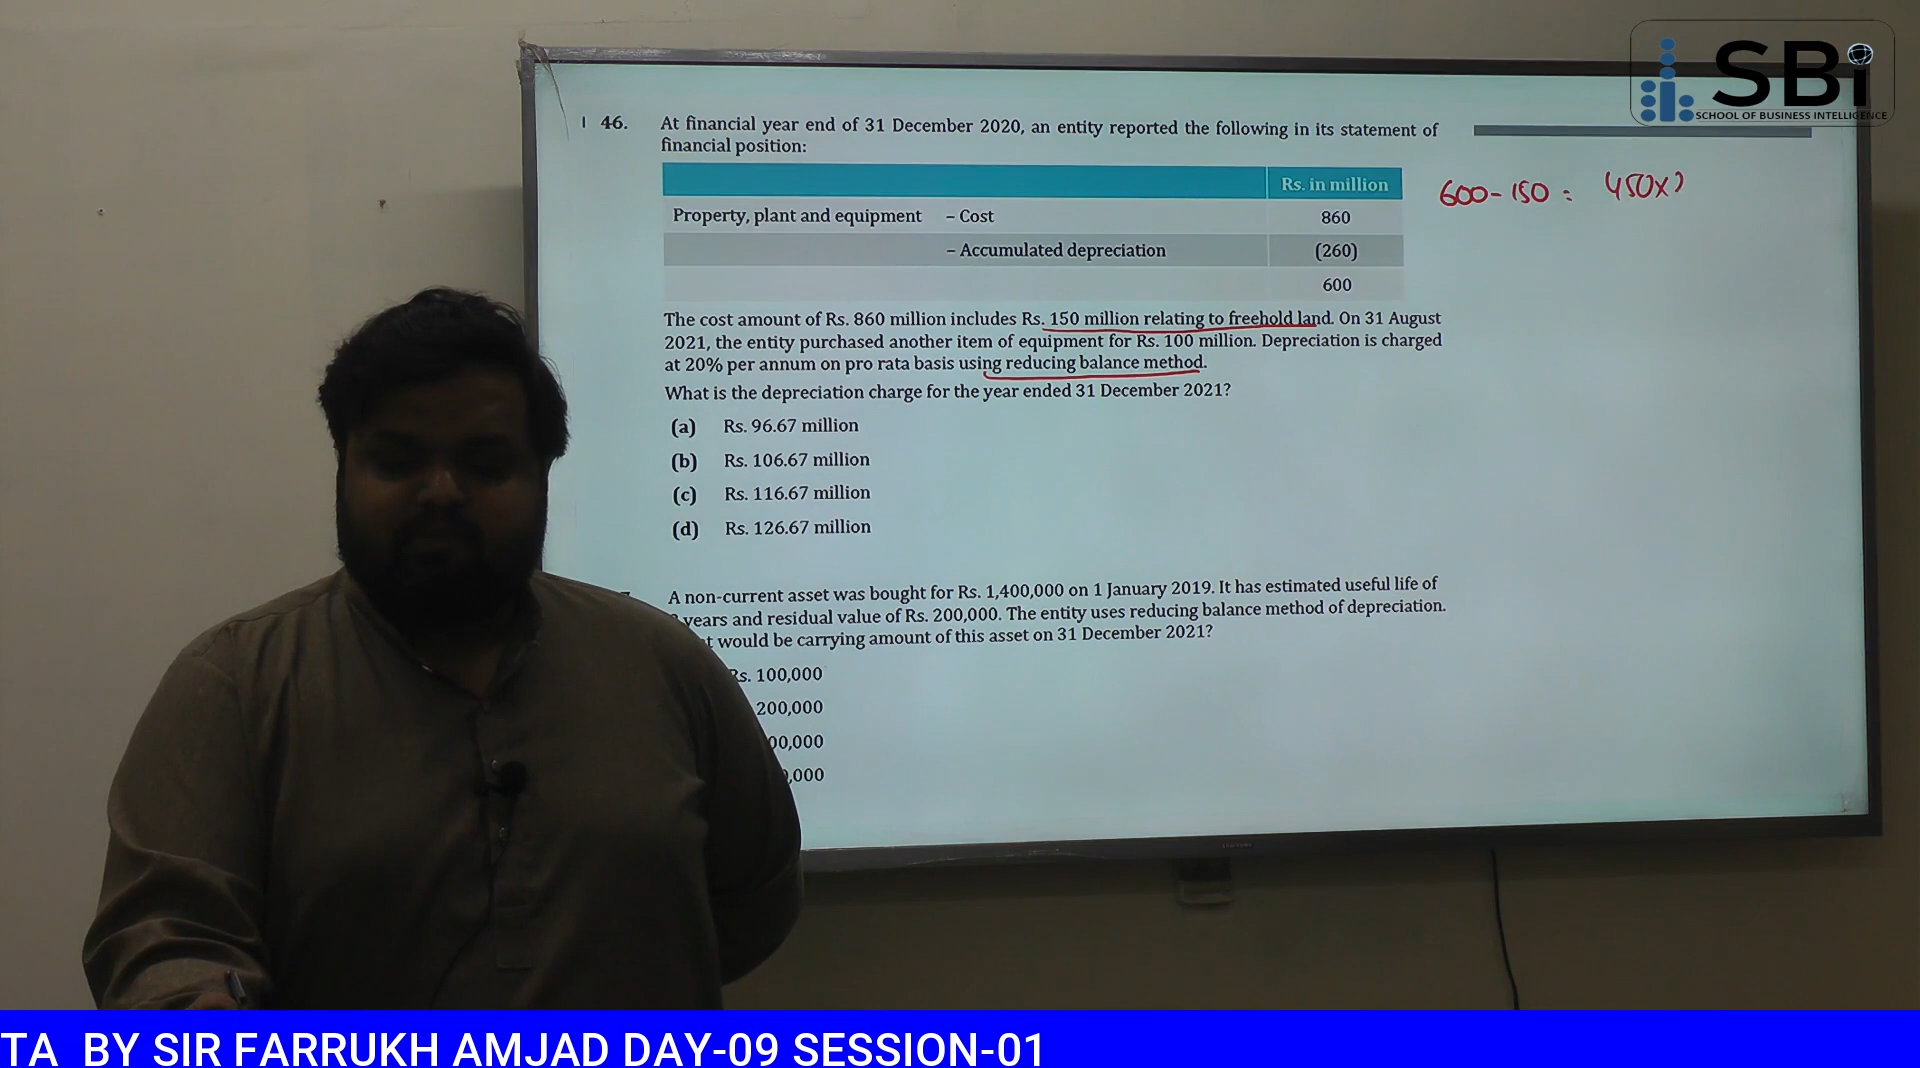 SBi
SCHOOL OF BUSINESS INTELLIGENCE
46. At financial year end of 31 December 2020, an entity reported the following in its statement of
financial position:
Rs. in million
Property, plant and equipment – Cost 860
– Accumulated depreciation (260)
600
600 - 150 =
The cost amount of Rs. 860 million includes Rs. 150 million relating to freehold land. On 31 August
2021, the entity purchased another item of equipment for Rs. 100 million. Depreciation is charged
at 20% per annum on pro rata basis using reducing balance method.
What is the depreciation charge for the year ended 31 December 2021?
(a) Rs. 96.67 million
(b) Rs. 106.67 million
(c) Rs. 116.67 million
(d) Rs. 126.67 million
A non-current asset was bought for Rs. 1,400,000 on 1 January 2019. It has estimated useful life of
years and residual value of Rs. 200,000. The entity uses reducing balance method of depreciation.
would be carrying amount of this asset on 31 December 2021?
Rs. 100,000
200,000
00,000
,000
TA BY SIR FARRUKH AMJAD DAY-09 SESSION-01